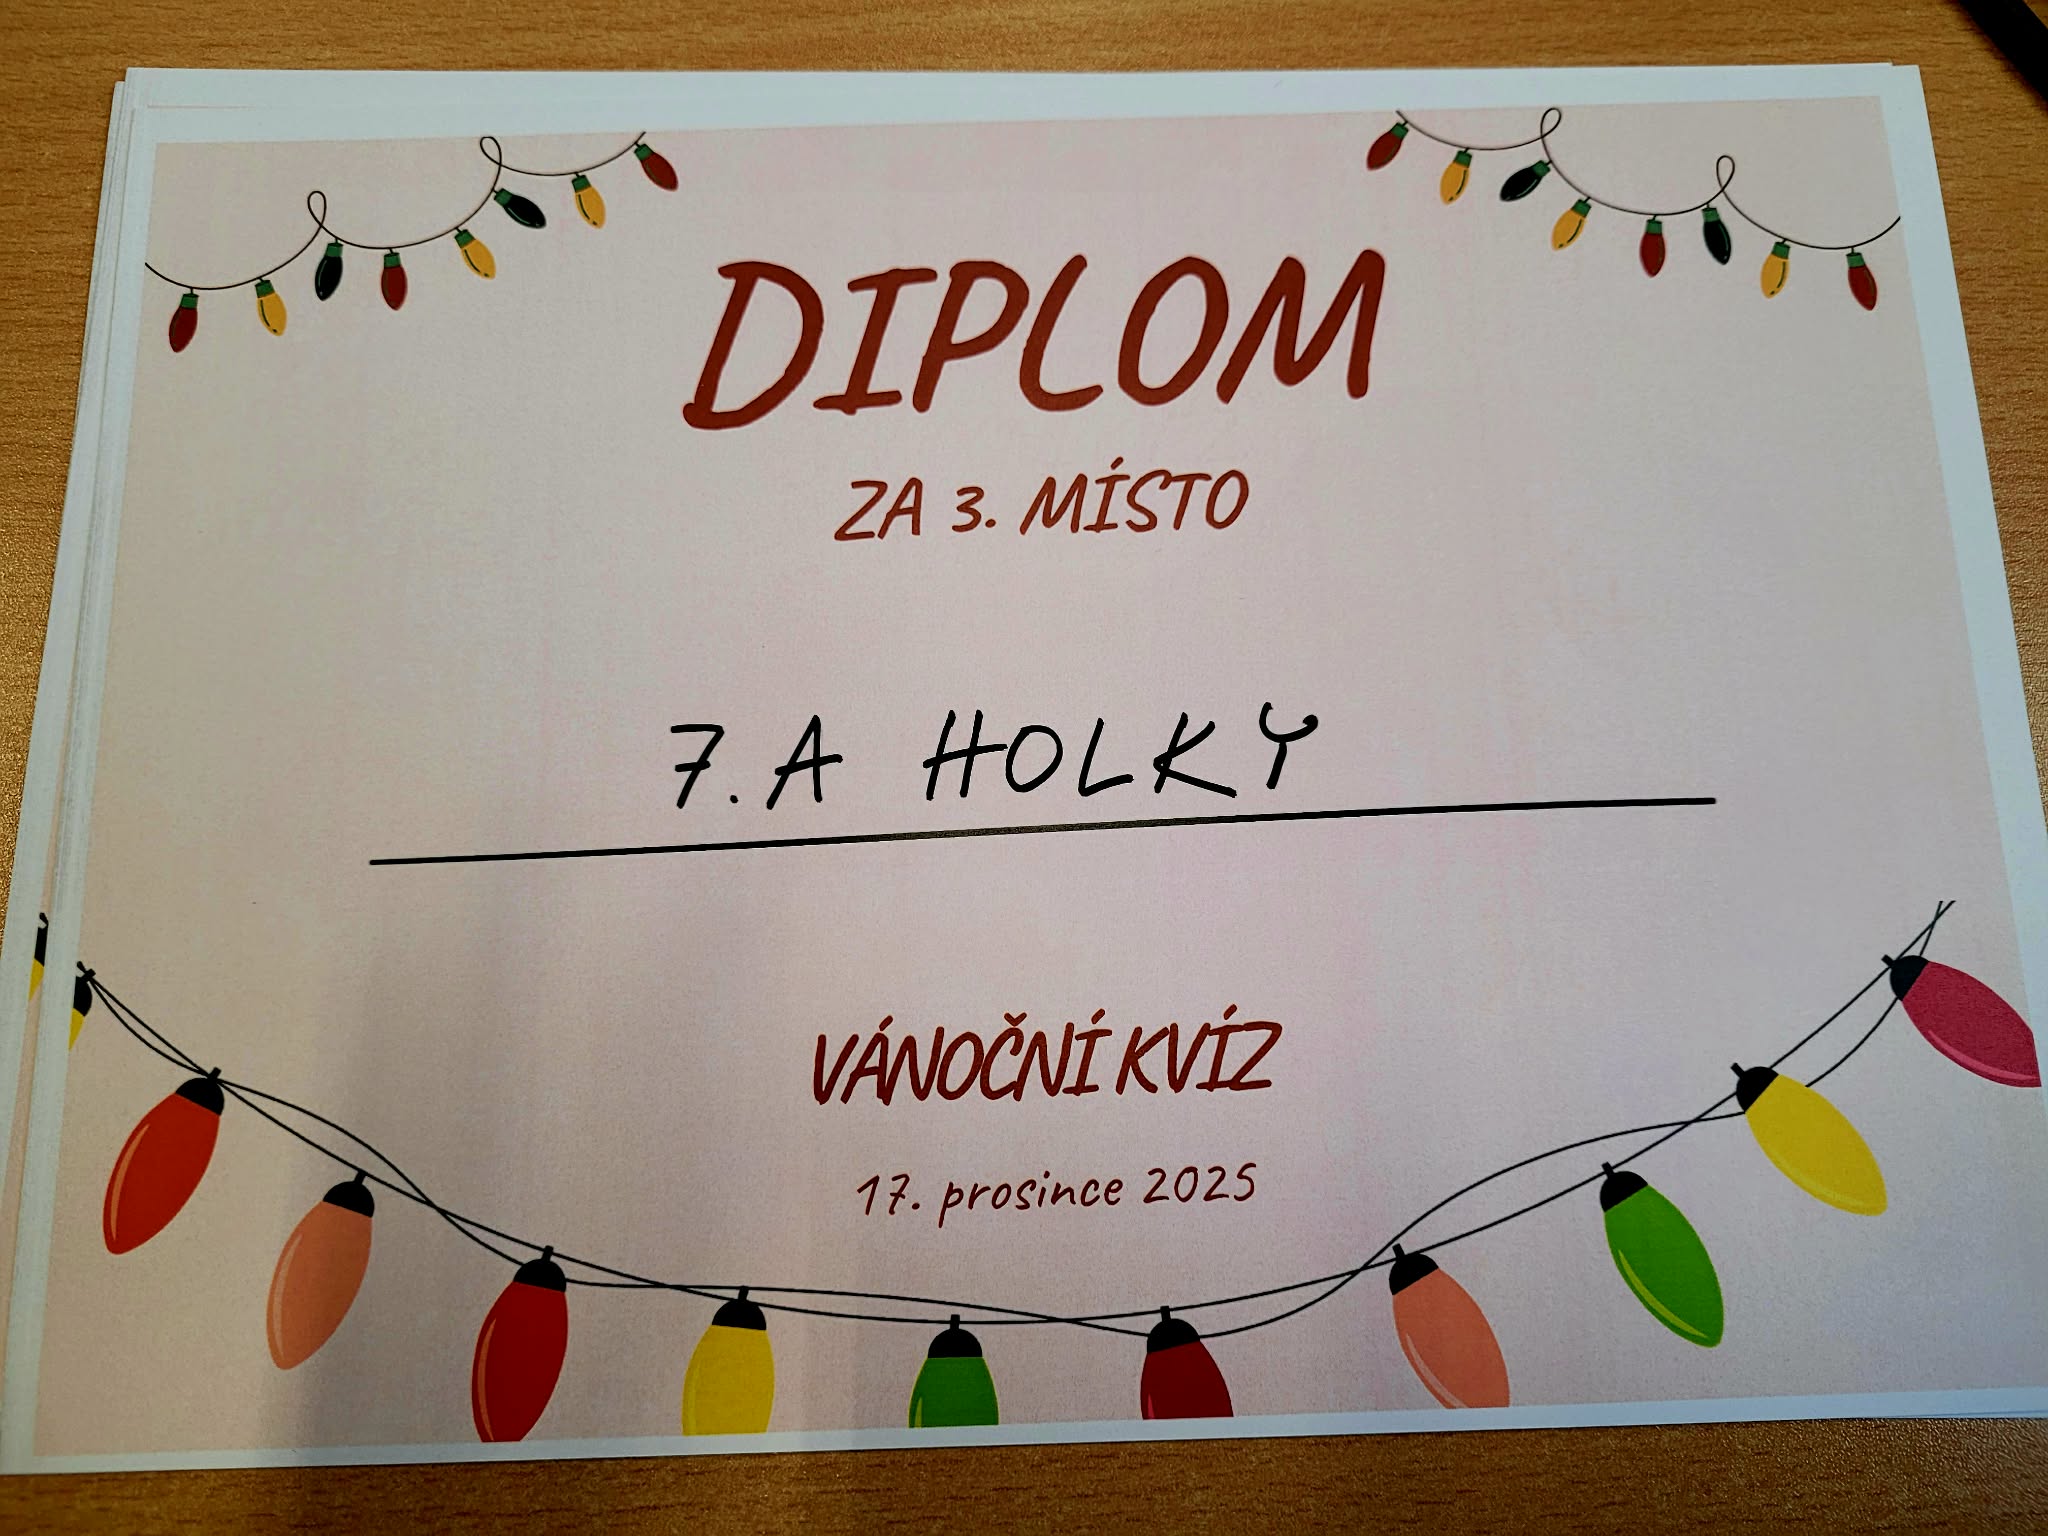 DIPLOM
ZA 3. MÍSTO
7. A HOLKY
VÁNOČNÍ KVÍZ
17. prosince 2025